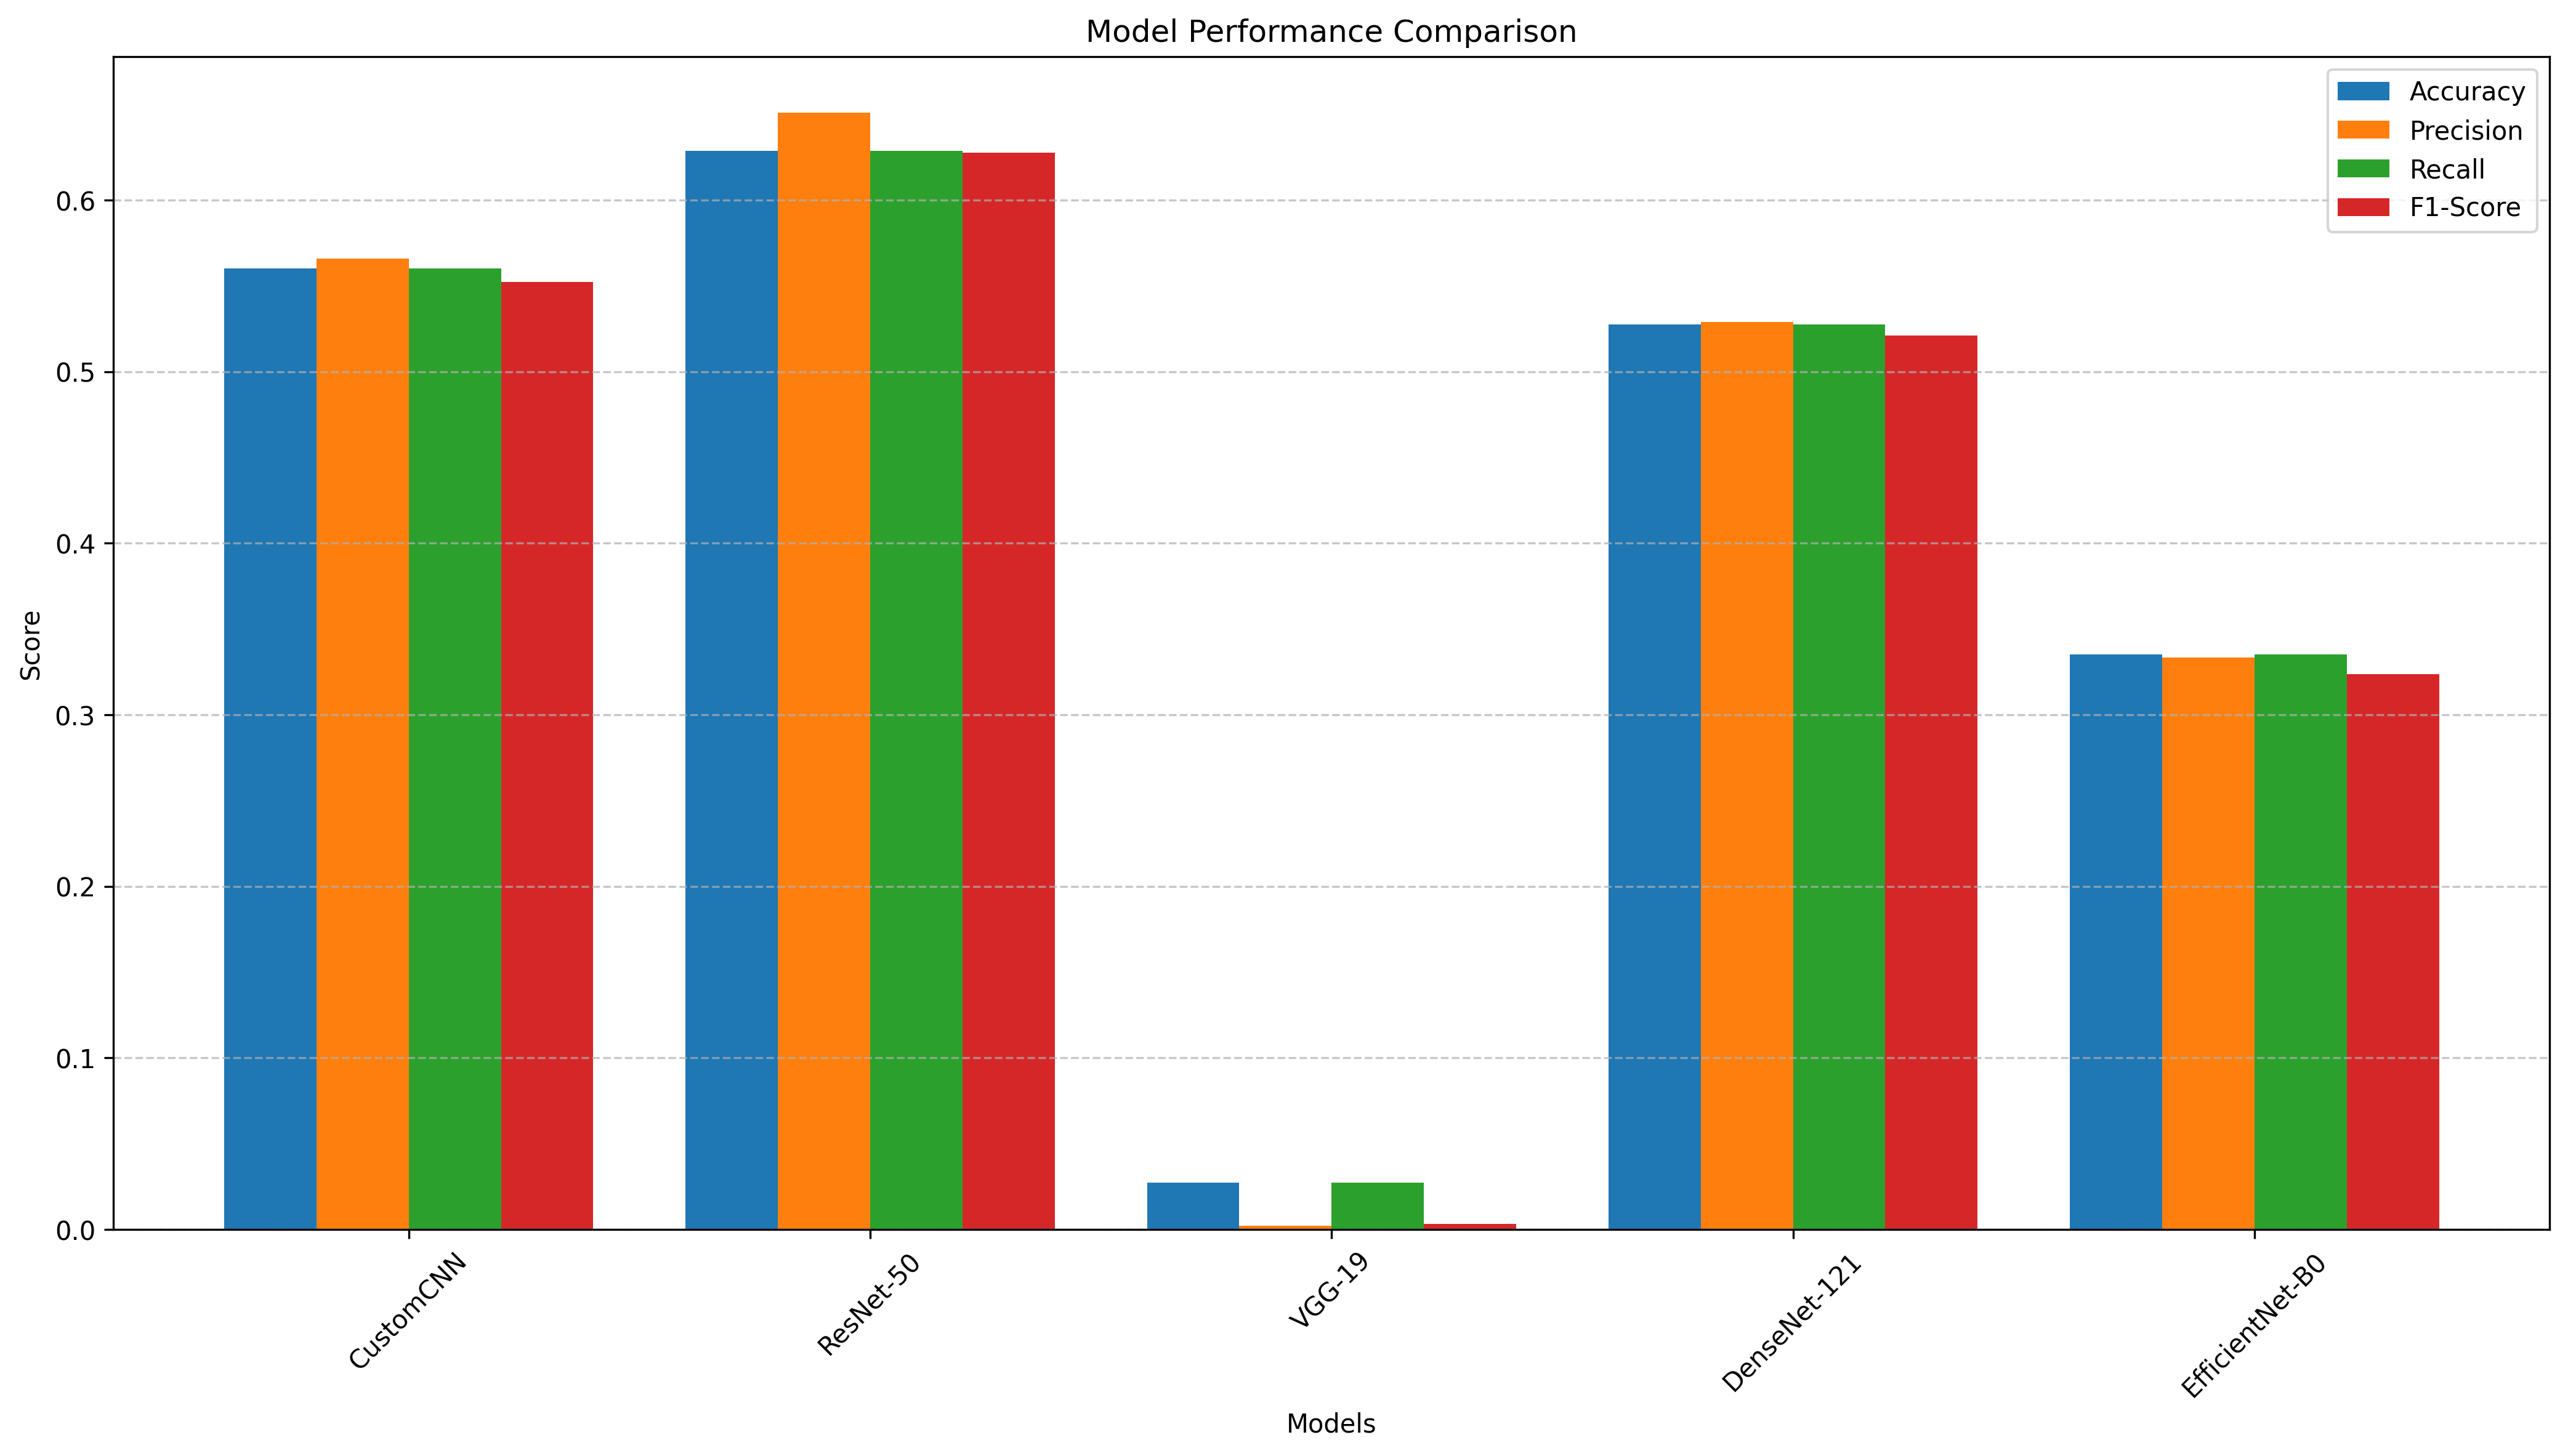 Model Performance Comparison
Accuracy
Precision
Recall
F1-Score
Score
0.6
0.5
0.4
0.3
0.2
0.1
0.0
CustomCNN
ResNet-50
VGG-19
DenseNet-121
EfficientNet-B0
Models